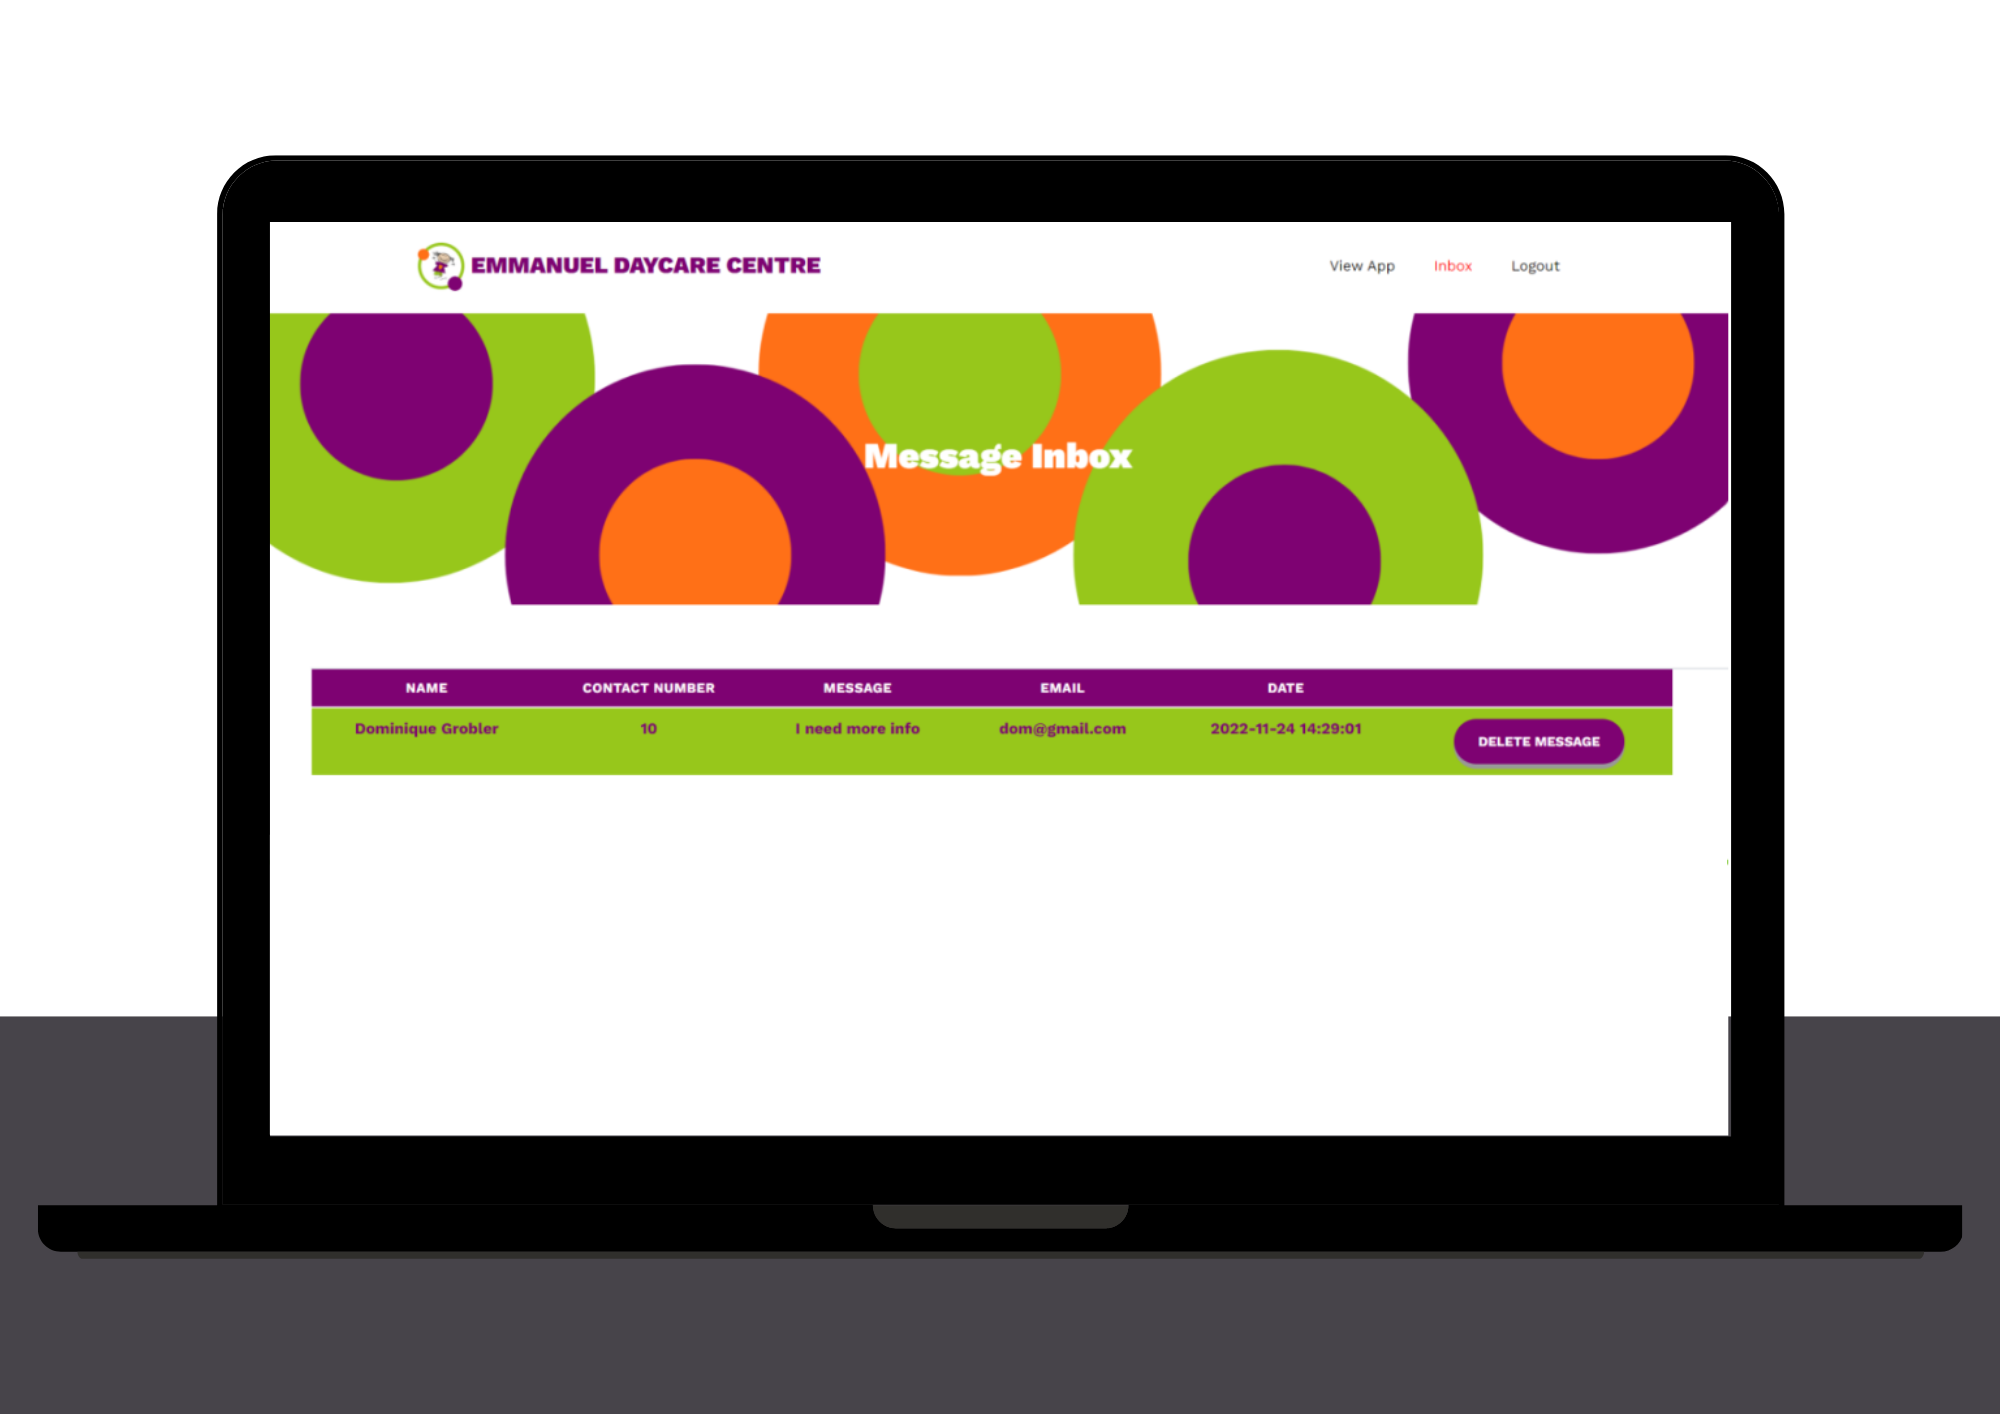 EMMANUEL DAYCARE CENTRE
View App Inbox Logout
Message Inbox
NAME CONTACT NUMBER MESSAGE EMAIL DATE
Dominique Grobler 10 I need more info dom@gmail.com 2022-11-24 14:29:01 DELETE MESSAGE